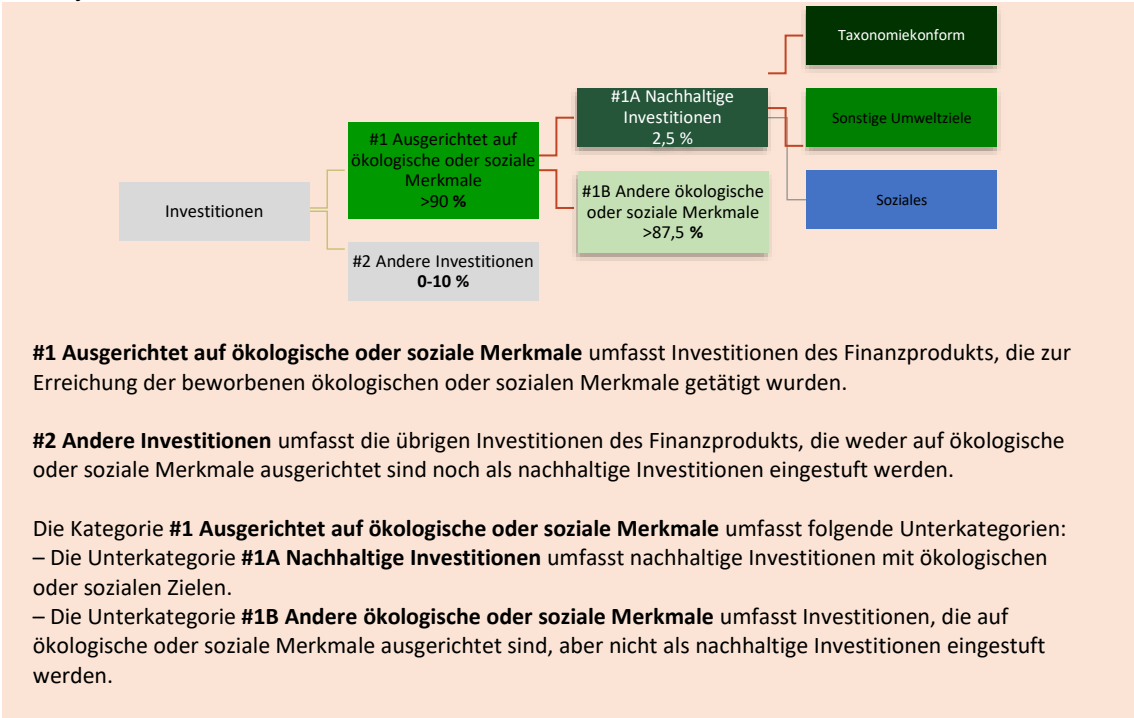 Taxonomiekonform
#1A Nachhaltige
Investitionen
2,5 %
Sonstige Umweltziele
#1 Ausgerichtet auf
ökologische oder soziale
Merkmale
>90 %
#1B Andere ökologische
oder soziale Merkmale
>87,5 %
Soziales
Investitionen
#2 Andere Investitionen
0-10 %
#1 Ausgerichtet auf ökologische oder soziale Merkmale umfasst Investitionen des Finanzprodukts, die zur
Erreichung der beworbenen ökologischen oder sozialen Merkmale getätigt wurden.
#2 Andere Investitionen umfasst die übrigen Investitionen des Finanzprodukts, die weder auf ökologische
oder soziale Merkmale ausgerichtet sind noch als nachhaltige Investitionen eingestuft werden.
Die Kategorie #1 Ausgerichtet auf ökologische oder soziale Merkmale umfasst folgende Unterkategorien:
– Die Unterkategorie #1A Nachhaltige Investitionen umfasst nachhaltige Investitionen mit ökologischen
oder sozialen Zielen.
– Die Unterkategorie #1B Andere ökologische oder soziale Merkmale umfasst Investitionen, die auf
ökologische oder soziale Merkmale ausgerichtet sind, aber nicht als nachhaltige Investitionen eingestuft
werden.